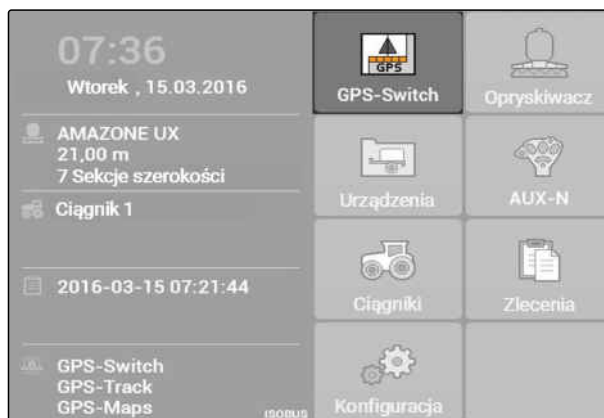 07:36
Wtorek , 15.03.2016
AMAZONE UX
21,00 m
7 Sekcje szerokości
Ciągnik 1
2016-03-15 07:21:44
GPS-Switch
GPS-Track
GPS-Maps
ISOBUS
GPS
GPS-Switch
Opryskiwacz
Urządzenia
AUX-N
Ciągniki
Zlecenia
Konfiguracja